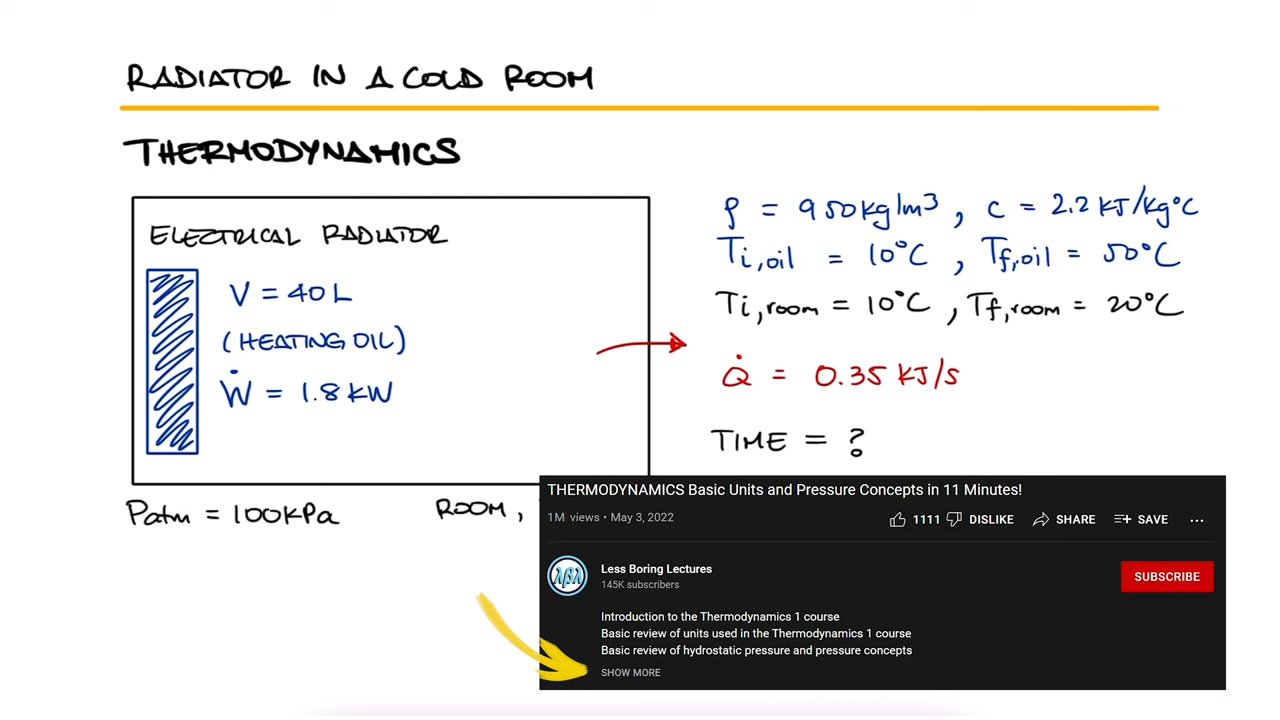 RADIATOR IN A COLD ROOM
THERMODYNAMICS
ELECTRICAL RADIATOR
V = 40 L
(HEATING OIL)
Ẇ = 1.8 kW
Patm = 100 kPa
ROOM,
ρ = 950 kg/m³, c = 2.2 kJ/kg°C
Ti,oil = 10°C, Tf,oil = 50°C
Ti,room = 10°C, Tf,room = 20°C
Q̇ = 0.35 kJ/s
TIME = ?
THERMODYNAMICS Basic Units and Pressure Concepts in 11 Minutes!
1M views • May 3, 2022
1111 DISLIKE SHARE SAVE ...
λβλ
Less Boring Lectures
145K subscribers
SUBSCRIBE
Introduction to the Thermodynamics 1 course
Basic review of units used in the Thermodynamics 1 course
Basic review of hydrostatic pressure and pressure concepts
SHOW MORE